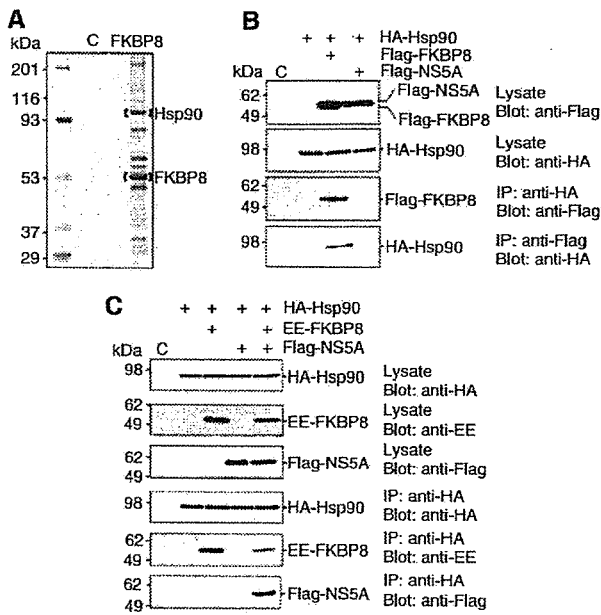 A
kDa C FKBP8
201
116
93
53
37
29
Hsp90
FKBP8
B
+ + + HA-Hsp90
+ Flag-FKBP8
kDa C + Flag-NS5A
62
49
Flag-NS5A
Flag-FKBP8
Lysate
Blot: anti-Flag
98
HA-Hsp90
Lysate
Blot: anti-HA
62
49
Flag-FKBP8
IP: anti-HA
Blot: anti-Flag
98
HA-Hsp90
IP: anti-Flag
Blot: anti-HA
C
+ + + + HA-Hsp90
+ + EE-FKBP8
kDa C + + Flag-NS5A
98
HA-Hsp90
Lysate
Blot: anti-HA
62
49
EE-FKBP8
Lysate
Blot: anti-EE
62
49
Flag-NS5A
Lysate
Blot: anti-Flag
98
HA-Hsp90
IP: anti-HA
Blot: anti-HA
62
49
EE-FKBP8
IP: anti-HA
Blot: anti-EE
62
49
Flag-NS5A
IP: anti-HA
Blot: anti-Flag